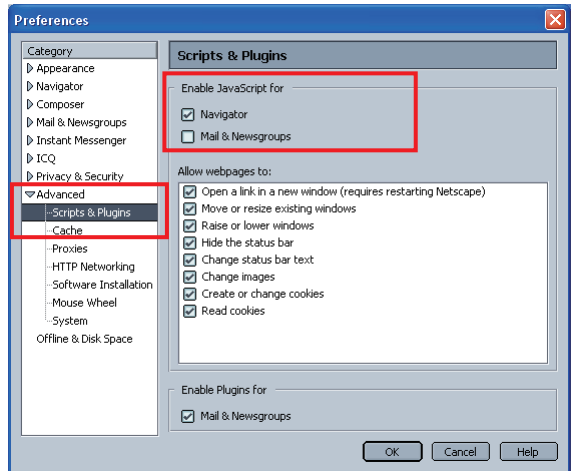 Preferences
Category
Appearance
Navigator
Composer
Mail & Newsgroups
Instant Messenger
ICQ
Privacy & Security
Advanced
Scripts & Plugins
Cache
Proxies
HTTP Networking
Software Installation
Mouse Wheel
System
Offline & Disk Space
Scripts & Plugins
Enable JavaScript for
Navigator
Mail & Newsgroups
Allow webpages to:
Open a link in a new window (requires restarting Netscape)
Move or resize existing windows
Raise or lower windows
Hide the status bar
Change status bar text
Change images
Create or change cookies
Read cookies
Enable Plugins for
Mail & Newsgroups
OK
Cancel
Help